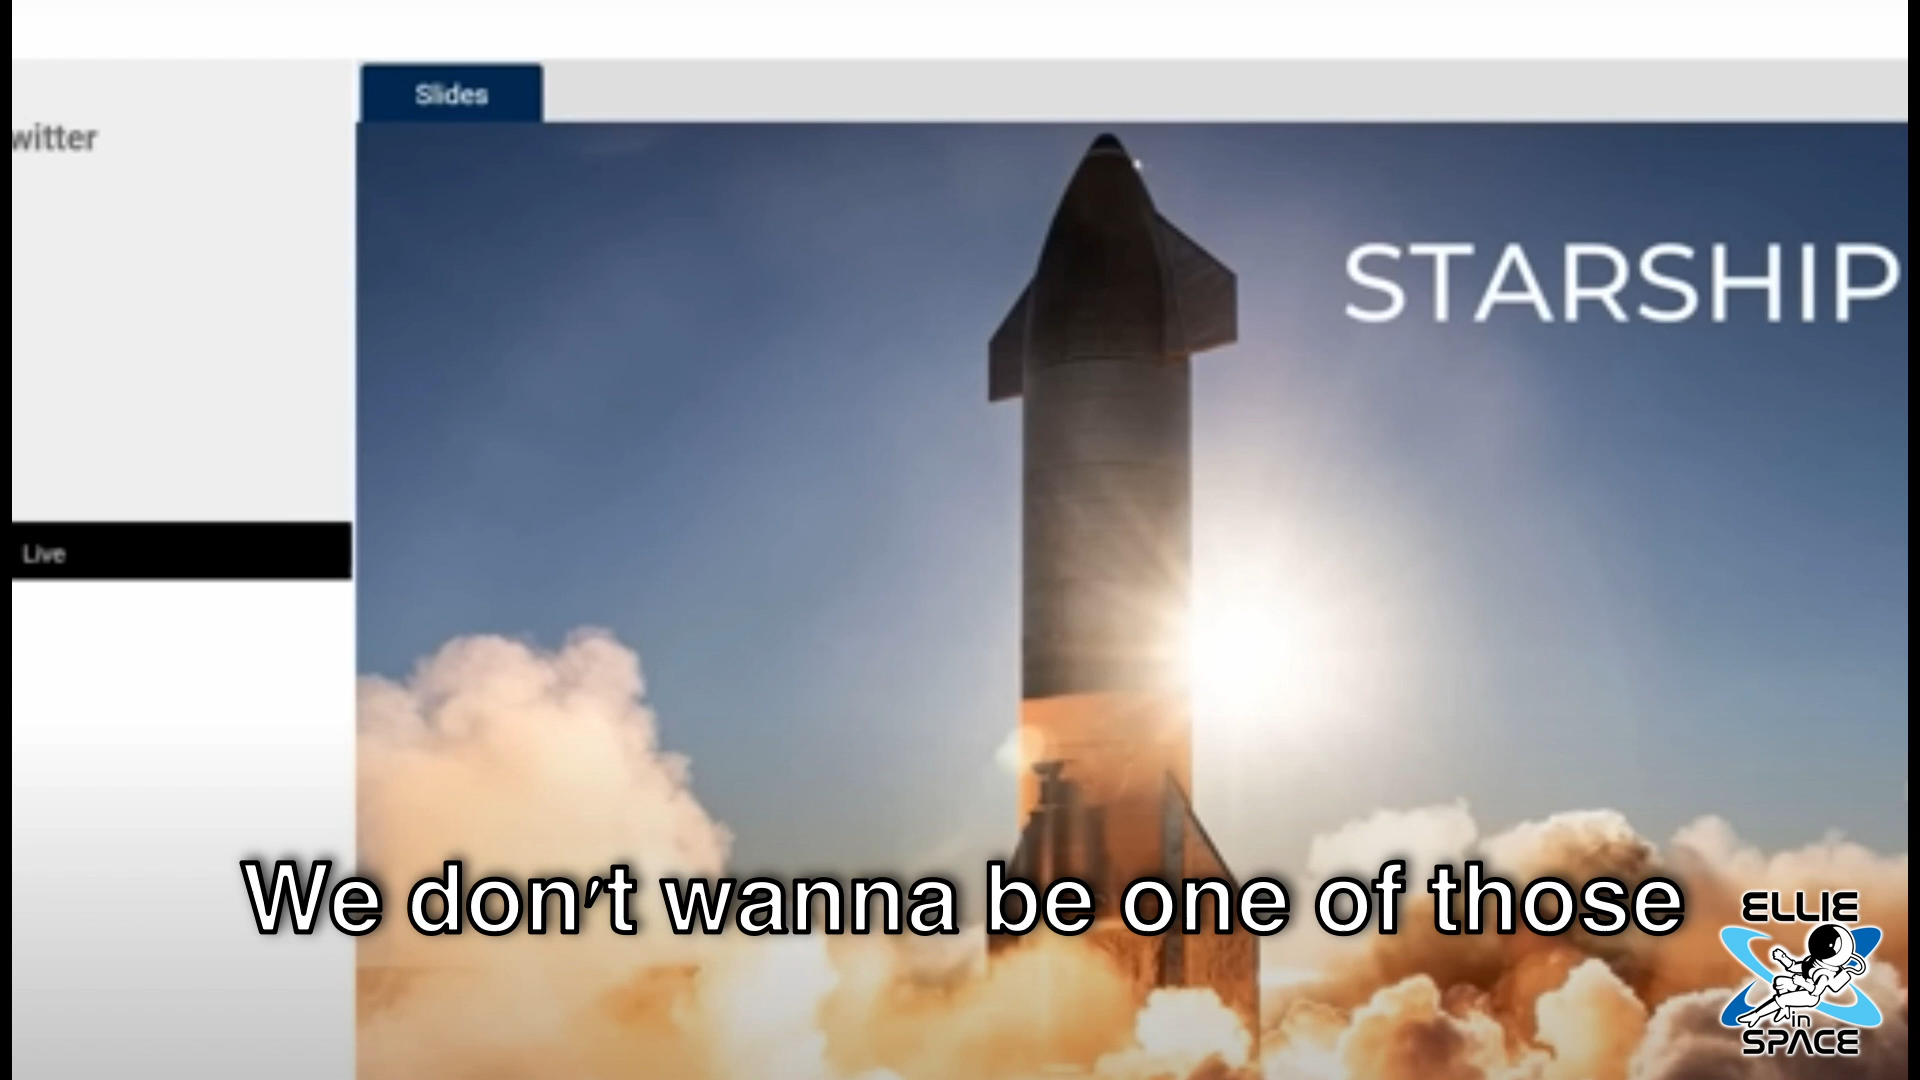 Slides
witter
STARSHIP
Live
We don't wanna be one of those
ELLIE
in
SPACE